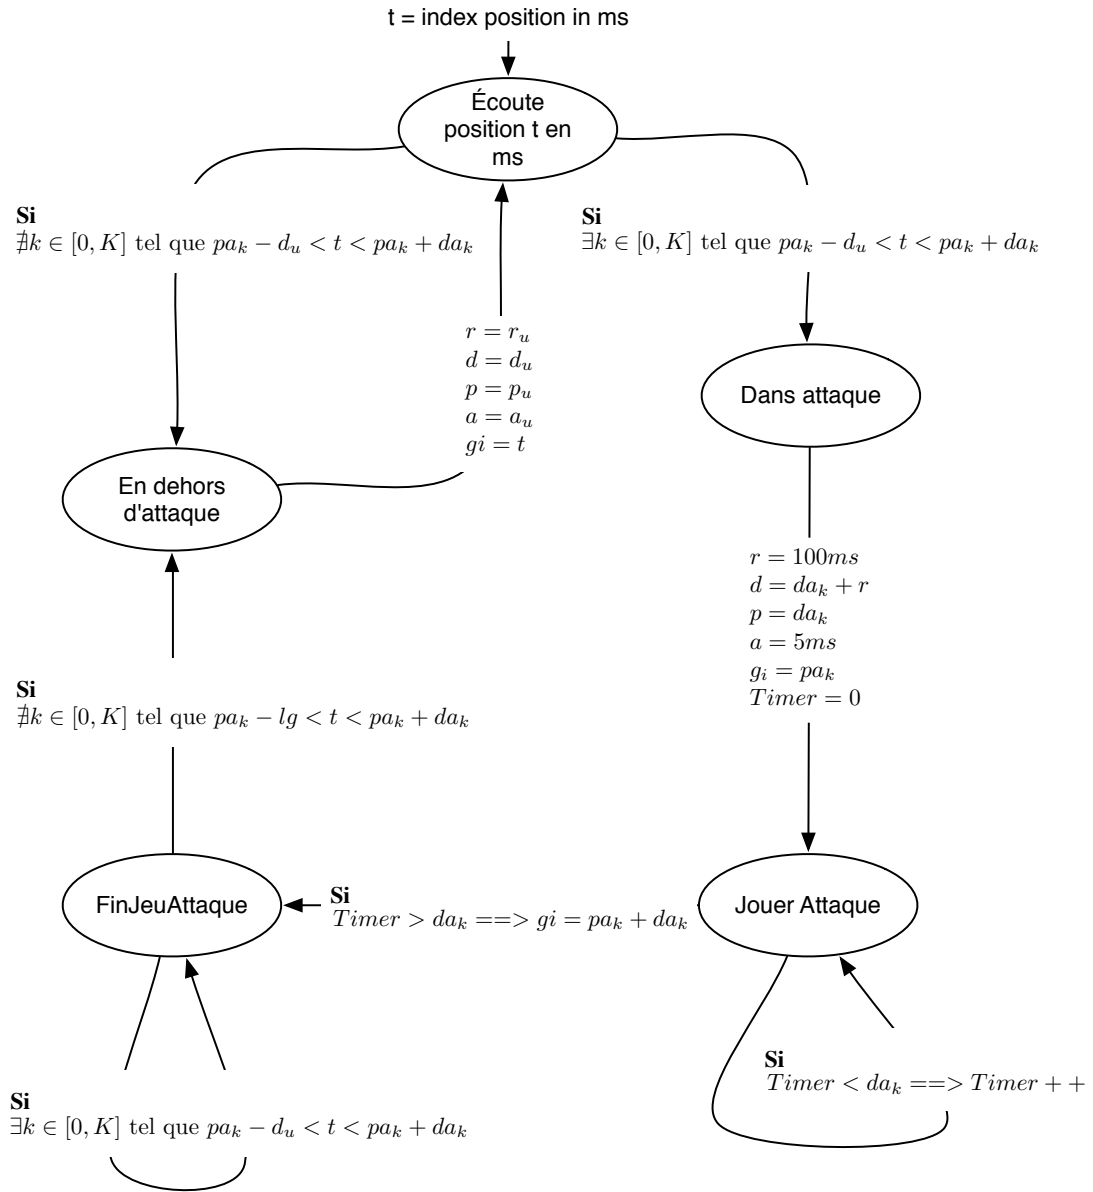 t = index position in ms
Écoute
position t en
ms
Si
∄k ∈ [0, K] tel que pa_k − d_u < t < pa_k + da_k
Si
∃k ∈ [0, K] tel que pa_k − d_u < t < pa_k + da_k
r = r_u
d = d_u
p = p_u
a = a_u
gi = t
Dans attaque
En dehors
d'attaque
r = 100ms
d = da_k + r
p = da_k
a = 5ms
g_i = pa_k
Timer = 0
Si
∄k ∈ [0, K] tel que pa_k − lg < t < pa_k + da_k
FinJeuAttaque
Si
Timer > da_k ==> gi = pa_k + da_k
Jouer Attaque
Si
Timer < da_k ==> Timer + +
Si
∃k ∈ [0, K] tel que pa_k − d_u < t < pa_k + da_k